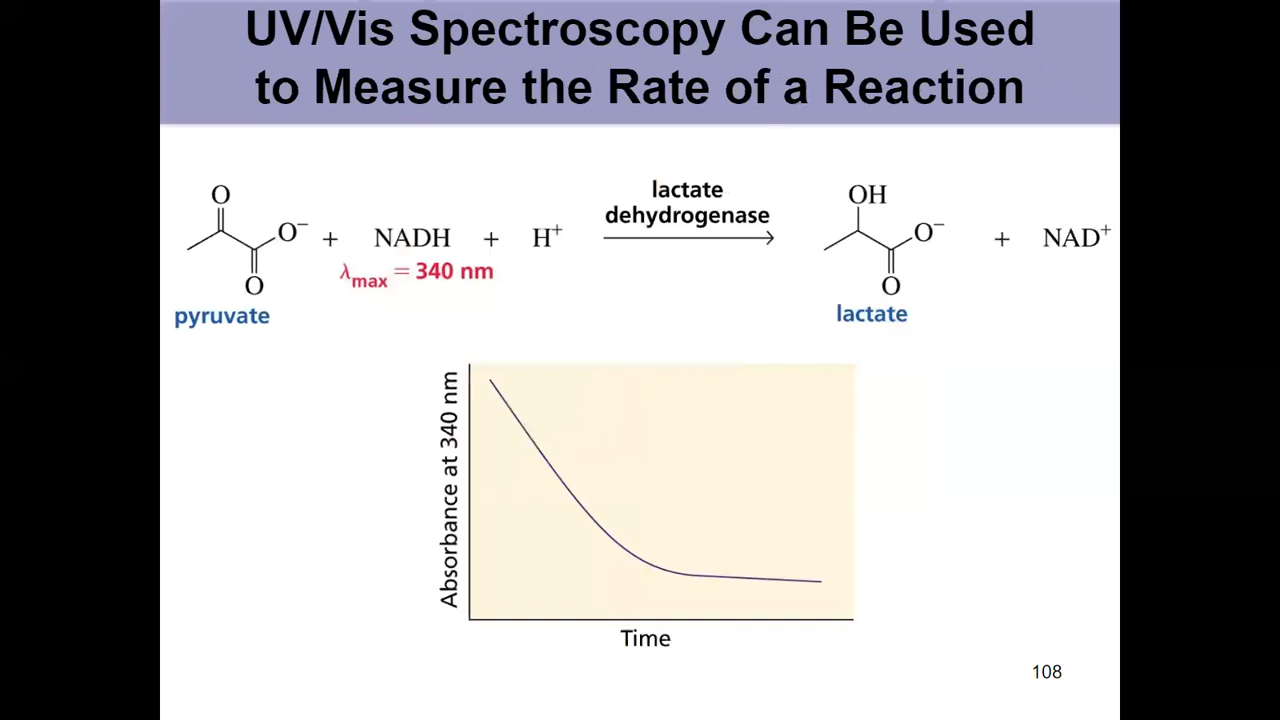 UV/Vis Spectroscopy Can Be Used
to Measure the Rate of a Reaction
O
O⁻
O
pyruvate
+
NADH
λmax = 340 nm
+
H⁺
lactate
dehydrogenase
OH
O⁻
O
lactate
+
NAD⁺
Absorbance at 340 nm
Time
108